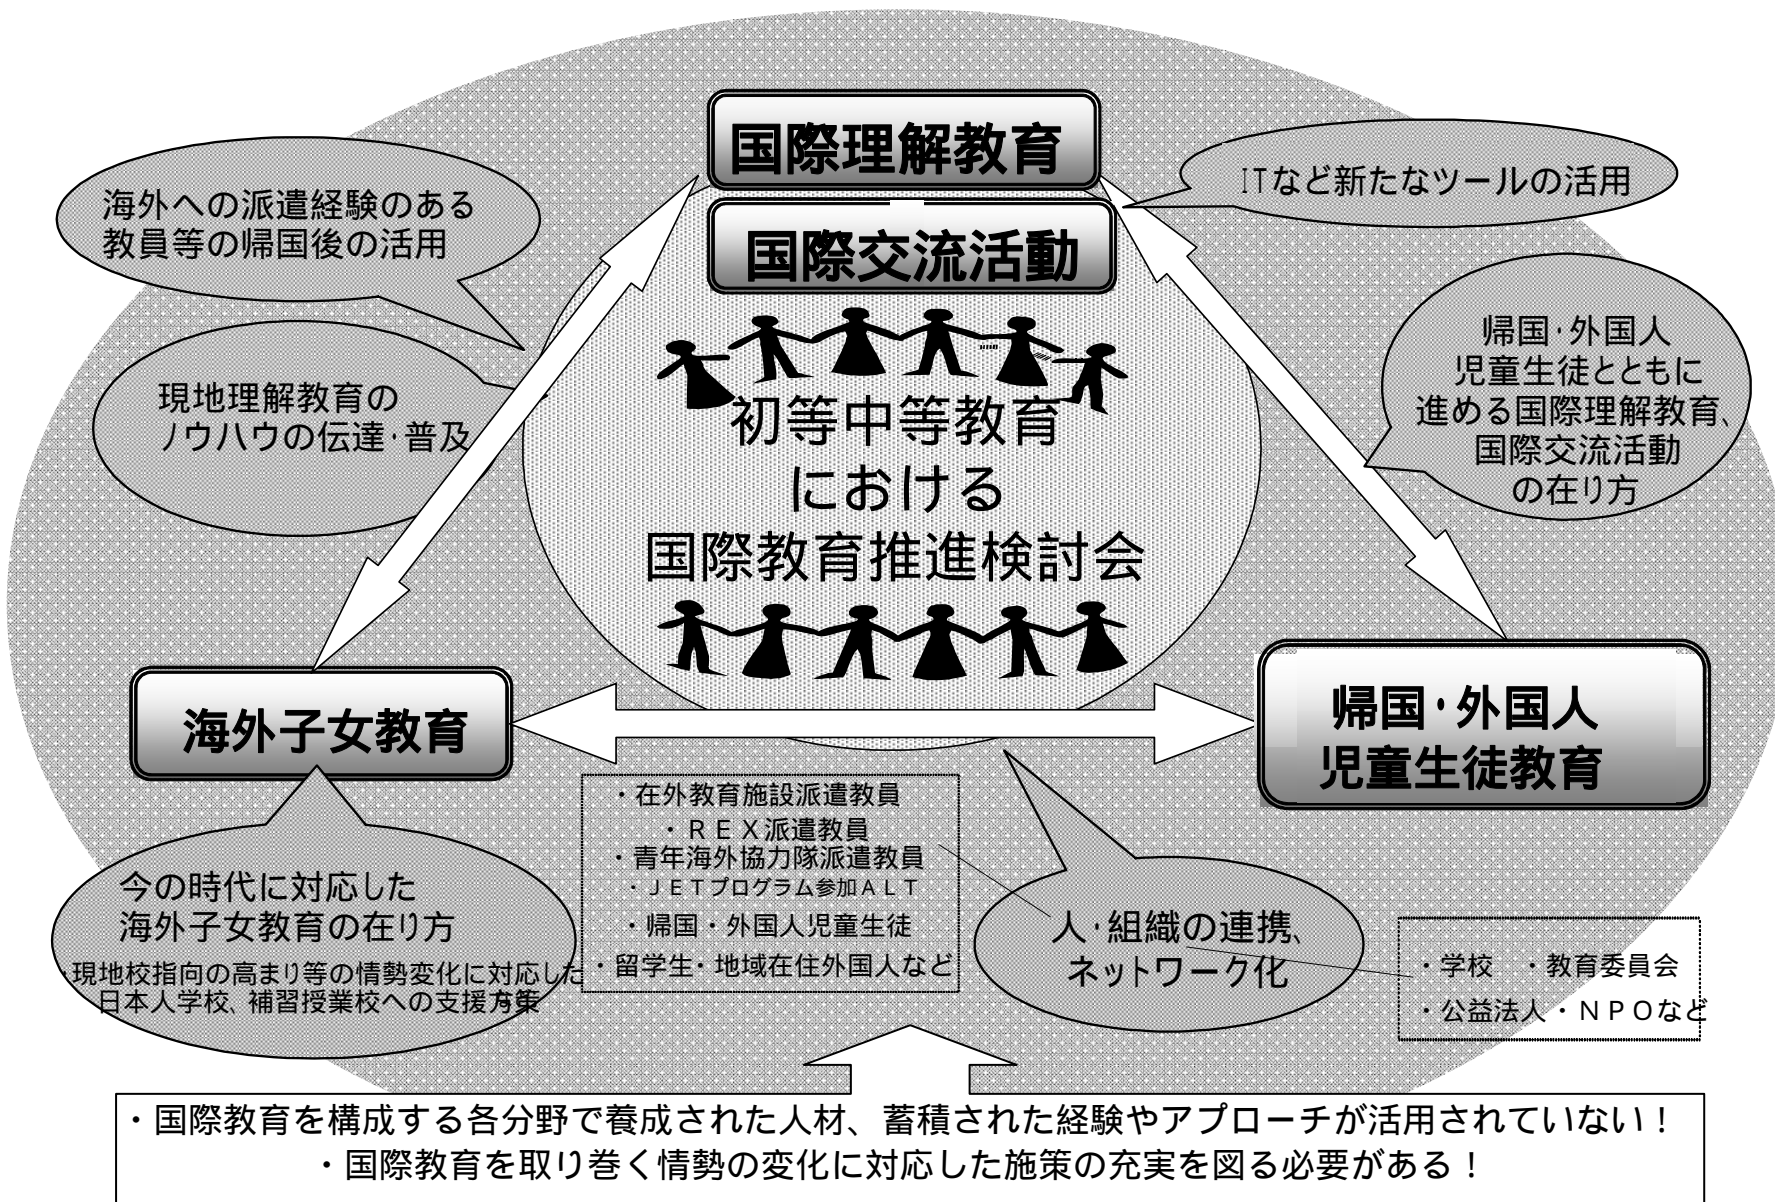 国際理解教育
国際交流活動
海外への派遣経験のある
教員等の帰国後の活用
ITなど新たなツールの活用
現地理解教育の
ノウハウの伝達・普及
帰国・外国人
児童生徒とともに
進める国際理解教育、
国際交流活動
の在り方
初等中等教育
における
国際教育推進検討会
海外子女教育
帰国・外国人
児童生徒教育
今の時代に対応した
海外子女教育の在り方
・現地校指向の高まり等の情勢変化に対応した
日本人学校、補習授業校への支援方策
・在外教育施設派遣教員
・ＲＥＸ派遣教員
・青年海外協力隊派遣教員
・ＪＥＴプログラム参加ＡＬＴ
・帰国・外国人児童生徒
・留学生・地域在住外国人など
人・組織の連携、
ネットワーク化
・学校　・教育委員会
・公益法人・ＮＰＯなど
・国際教育を構成する各分野で養成された人材、蓄積された経験やアプローチが活用されていない！
・国際教育を取り巻く情勢の変化に対応した施策の充実を図る必要がある！